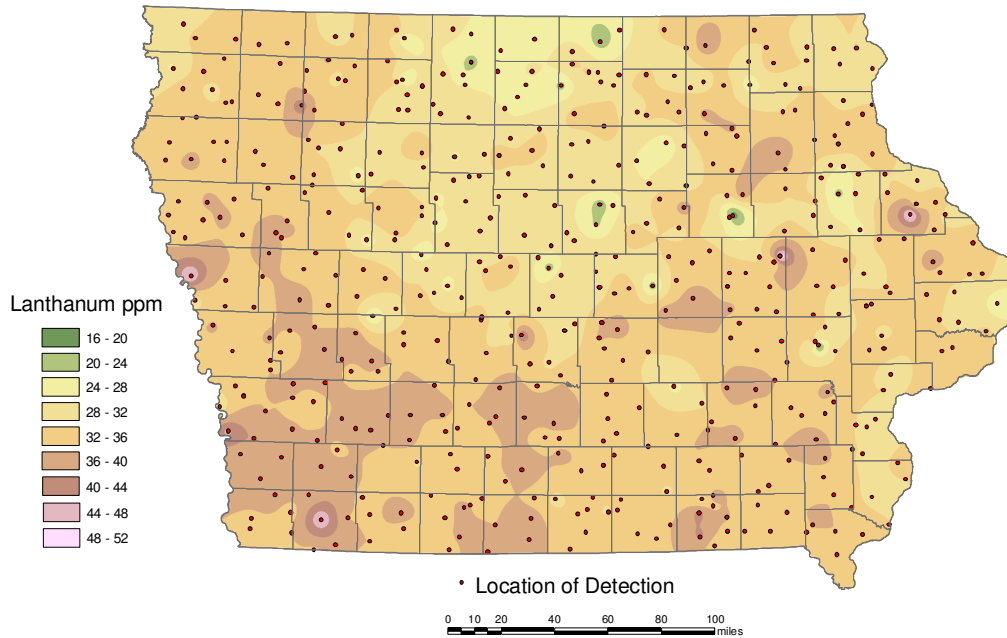 Lanthanum ppm
16 - 20
20 - 24
24 - 28
28 - 32
32 - 36
36 - 40
40 - 44
44 - 48
48 - 52
Location of Detection
0 10 20 40 60 80 100
miles